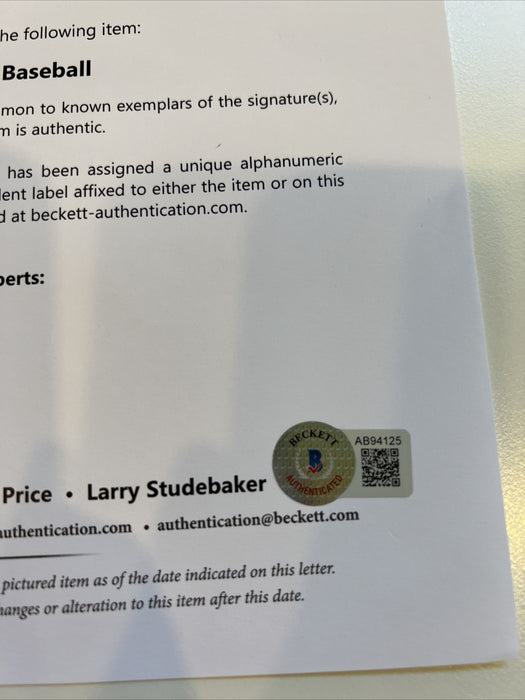 he following item:
Baseball
mon to known exemplars of the signature(s),
m is authentic.
has been assigned a unique alphanumeric
lent label affixed to either the item or on this
d at beckett-authentication.com.
perts:
BECKETT
B
AUTHENTICATED
AB94125
Price • Larry Studebaker
authentication.com • authentication@beckett.com
pictured item as of the date indicated on this letter.
hanges or alteration to this item after this date.